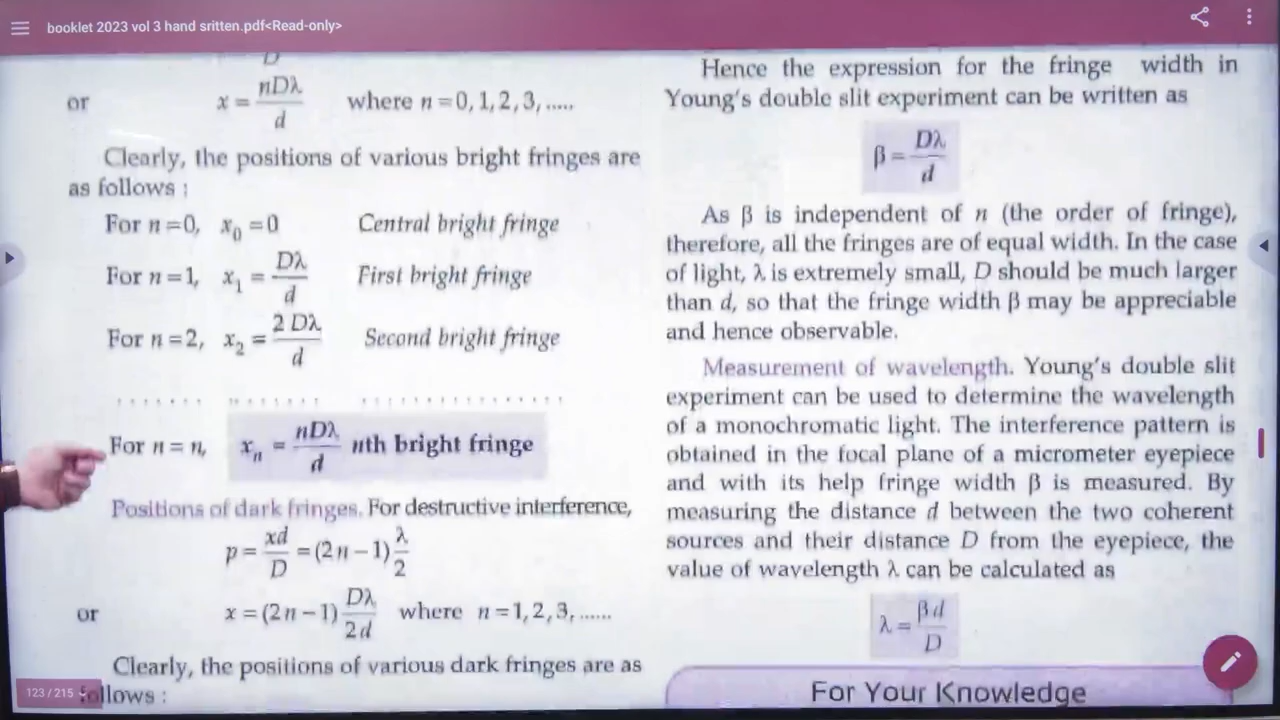 booklet 2023 vol 3 hand sritten.pdf<Read-only>
D
or x = nDλ/d where n = 0, 1, 2, 3, .....
Clearly, the positions of various bright fringes are
as follows :
For n = 0, x₀ = 0 Central bright fringe
For n = 1, x₁ = Dλ/d First bright fringe
For n = 2, x₂ = 2 Dλ/d Second bright fringe
For n = n, xₙ = nDλ/d nth bright fringe
Positions of dark fringes. For destructive interference,
p = xd/D = (2n − 1) λ/2
or x = (2n − 1) Dλ/2d where n = 1, 2, 3, ......
Clearly, the positions of various dark fringes are as
follows :
123 / 215
Hence the expression for the fringe width in
Young's double slit experiment can be written as
β = Dλ/d
As β is independent of n (the order of fringe),
therefore, all the fringes are of equal width. In the case
of light, λ is extremely small, D should be much larger
than d, so that the fringe width β may be appreciable
and hence observable.
Measurement of wavelength. Young's double slit
experiment can be used to determine the wavelength
of a monochromatic light. The interference pattern is
obtained in the focal plane of a micrometer eyepiece
and with its help fringe width β is measured. By
measuring the distance d between the two coherent
sources and their distance D from the eyepiece, the
value of wavelength λ can be calculated as
λ = βd/D
For Your Knowledge